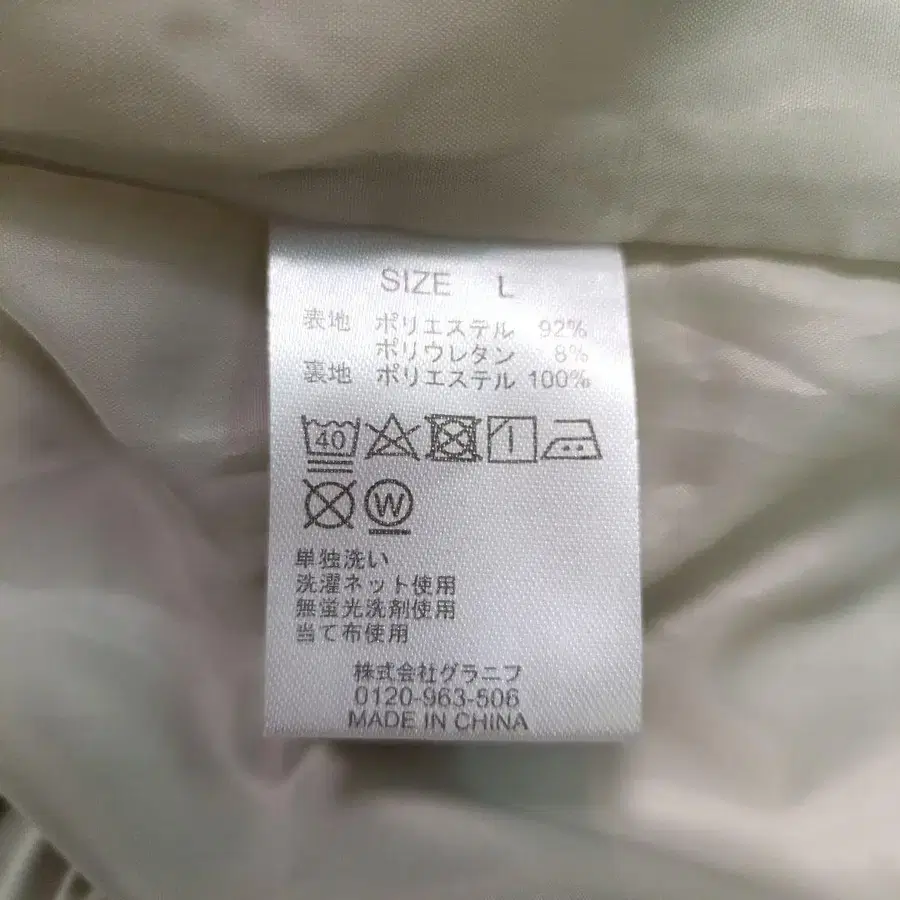 SIZE L
表地 ポリエステル 92%
ポリウレタン 8%
裏地 ポリエステル 100%
40
W
単独洗い
洗濯ネット使用
無蛍光洗剤使用
当て布使用
株式会社グラニフ
0120-963-506
MADE IN CHINA